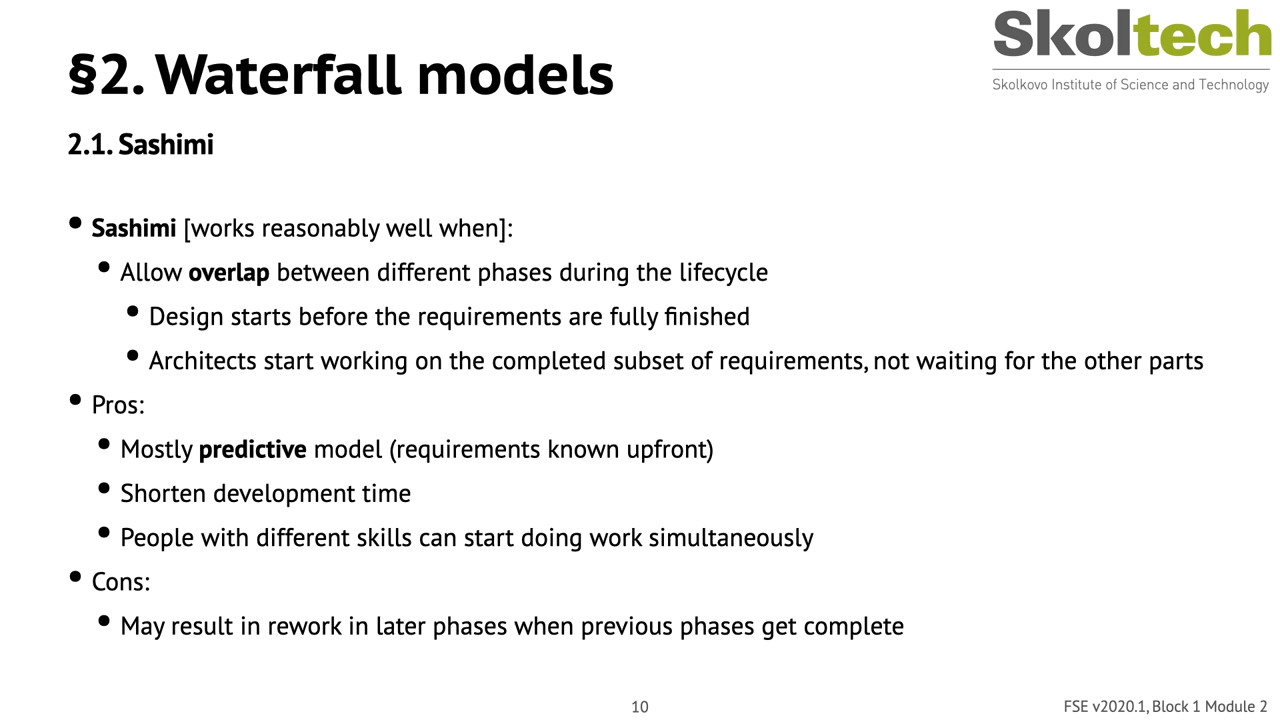 Skoltech
Skolkovo Institute of Science and Technology
§2. Waterfall models
2.1. Sashimi
• Sashimi [works reasonably well when]:
• Allow overlap between different phases during the lifecycle
• Design starts before the requirements are fully finished
• Architects start working on the completed subset of requirements, not waiting for the other parts
• Pros:
• Mostly predictive model (requirements known upfront)
• Shorten development time
• People with different skills can start doing work simultaneously
• Cons:
• May result in rework in later phases when previous phases get complete
10
FSE v2020.1, Block 1 Module 2